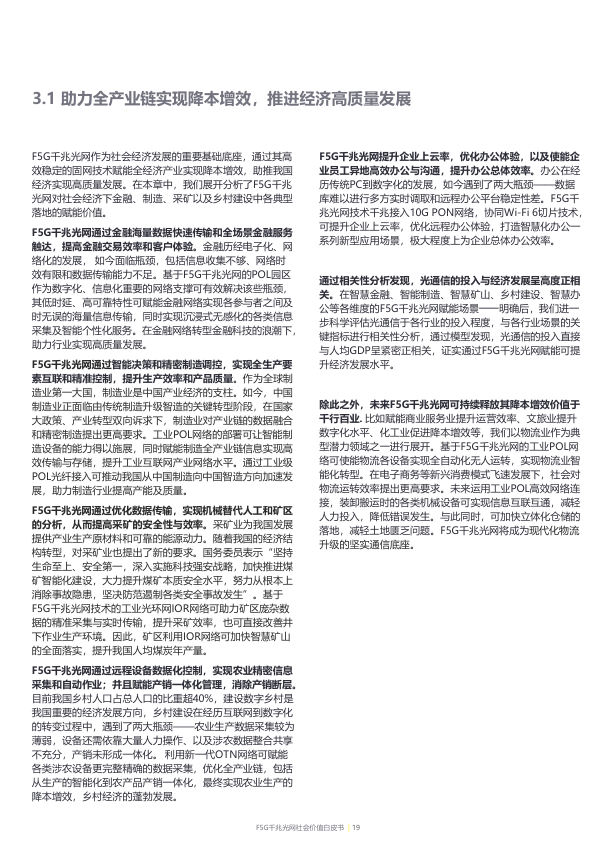 3.1 助力全产业链实现降本增效，推进经济高质量发展
F5G千兆光网作为社会经济发展的重要基础底座，通过其高
效稳定的固网技术赋能全经济产业实现降本增效，助推我国
经济实现高质量发展。在本章中，我们展开分析了F5G千兆
光网对社会经济下金融、制造、采矿以及乡村建设中各典型
落地的赋能价值。
F5G千兆光网通过金融海量数据快速传输和全场景金融服务
触达，提高金融交易效率和客户体验。金融历经电子化、网
络化的发展， 如今面临瓶颈，包括信息收集不够、网络时
效有限和数据传输能力不足。基于F5G千兆光网的POL园区
作为数字化、信息化重要的网络支撑可有效解决该些瓶颈，
其低时延、高可靠特性可赋能金融网络实现各参与者之间及
时无误的海量信息传输，同时实现沉浸式无感化的各类信息
采集及智能个性化服务。在金融网络转型金融科技的浪潮下，
助力行业实现高质量发展。
F5G千兆光网通过智能决策和精密制造调控，实现全生产要
素互联和精准控制，提升生产效率和产品质量。作为全球制
造业第一大国，制造业是中国产业经济的支柱。如今，中国
制造业正面临由传统制造升级智造的关键转型阶段，在国家
大政策、产业转型双向诉求下，制造业对产业链的数据融合
和精密制造提出更高要求。工业POL网络的部署可让智能制
造设备的能力得以施展，同时赋能制造全产业链信息实现高
效传输与存储，提升工业互联产业网络水平。通过工业级
POL光纤接入可推动我国从中国制造向中国智造方向加速发
展，助力制造行业提高产能及质量。
F5G千兆光网通过优化数据传输，实现机械替代人工和矿区
的分析，从而提高采矿的安全性与效率。采矿业为我国发展
提供产业生产原材料和可靠的能源动力。随着我国的经济结
构转型，对采矿业也提出了新的要求。国务委员表示“坚持
生命至上、安全第一，深入实施科技强安战略，加快推进煤
矿智能化建设，大力提升煤矿本质安全水平，努力从根本上
消除事故隐患，坚决防范遏制各类安全事故发生”。基于
F5G千兆光网技术的工业光环网IOR网络可助力矿区庞杂数
据的精准采集与实时传输，提升采矿效率，也可直接改善井
下作业生产环境。因此，矿区利用IOR网络可加快智慧矿山
的全面落实，提升我国人均煤炭年产量。
F5G千兆光网通过远程设备数据化控制，实现农业精密信息
采集和自动作业；并且赋能产销一体化管理，消除产销断层。
目前我国乡村人口占总人口的比重超40%，建设数字乡村是
我国重要的经济发展方向，乡村建设在经历互联网到数字化
的转变过程中，遇到了两大瓶颈——农业生产数据采集较为
薄弱，设备还需依靠大量人力操作、以及涉农数据整合共享
不充分，产销未形成一体化。 利用新一代OTN网络可赋能
各类涉农设备更完整精确的数据采集，优化全产业链，包括
从生产的智能化到农产品产销一体化，最终实现农业生产的
降本增效，乡村经济的蓬勃发展。
F5G千兆光网提升企业上云率，优化办公体验，以及使能企
业员工异地高效办公与沟通，提升办公总体效率。办公在经
历传统PC到数字化的发展，如今遇到了两大瓶颈——数据
库难以进行多方实时调取和远程办公平台稳定性差。F5G千
兆光网技术千兆接入10G PON网络，协同Wi-Fi 6切片技术，
可提升企业上云率，优化远程办公体验，打造智慧化办公一
系列新型应用场景，极大程度上为企业总体办公效率。
通过相关性分析发现，光通信的投入与经济发展呈高度正相
关。在智慧金融、智能制造、智慧矿山、乡村建设、智慧办
公等各维度的F5G千兆光网赋能场景一一明确后，我们进一
步科学评估光通信于各行业的投入程度，与各行业场景的关
键指标进行相关性分析，通过模型发现，光通信的投入直接
与人均GDP呈紧密正相关，证实通过F5G千兆光网赋能可提
升经济发展水平。
除此之外，未来F5G千兆光网可持续释放其降本增效价值于
千行百业. 比如赋能商业服务业提升运营效率、文旅业提升
数字化水平、化工业促进降本增效等，我们以物流业作为典
型潜力领域之一进行展开。基于F5G千兆光网的工业POL网
络可使能物流各设备实现全自动化无人运转，实现物流业智
能化转型。在电子商务等新兴消费模式飞速发展下，社会对
物流运转效率提出更高要求。未来运用工业POL高效网络连
接，装卸搬运时的各类机械设备可实现信息互联互通，减轻
人力投入，降低错误发生。与此同时，可加快立体化仓储的
落地，减轻土地匮乏问题。F5G千兆光网将成为现代化物流
升级的坚实通信底座。
F5G千兆光网社会价值白皮书 | 19